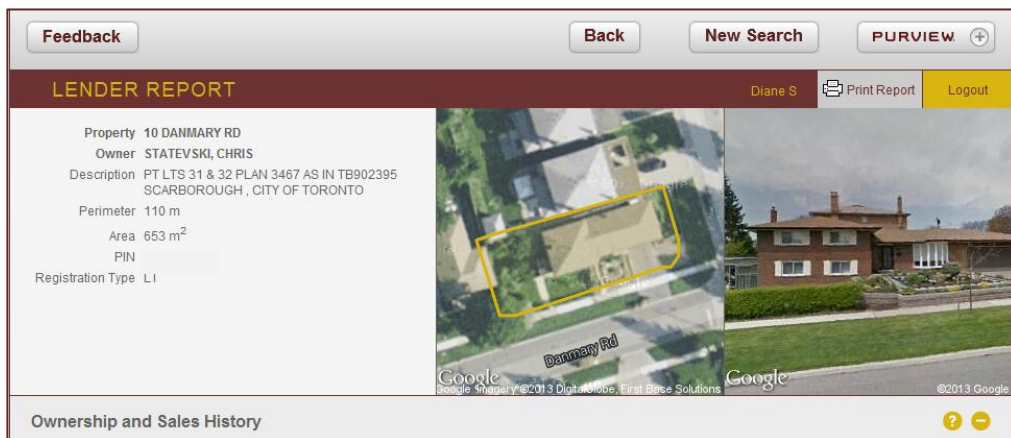 Feedback
Back
New Search
PURVIEW
LENDER REPORT
Diane S
Print Report
Logout
Property 10 DANMARY RD
Owner STATEVSKI, CHRIS
Description PT LTS 31 & 32 PLAN 3467 AS IN TB902395
SCARBOROUGH , CITY OF TORONTO
Perimeter 110 m
Area 653 m²
PIN
Registration Type LT
Danmary Rd
Google
Google Imagery ©2013 DigitalGlobe, First Base Solutions
Google
©2013 Google
Ownership and Sales History
?